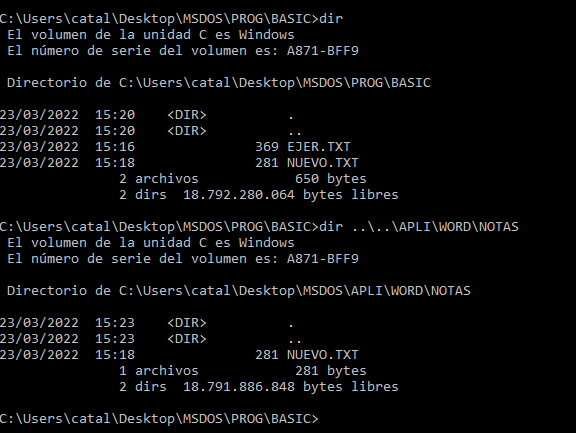 C:\Users\catal\Desktop\MSDOS\PROG\BASIC>dir
 El volumen de la unidad C es Windows
 El número de serie del volumen es: A871-BFF9

 Directorio de C:\Users\catal\Desktop\MSDOS\PROG\BASIC

23/03/2022  15:20    <DIR>          .
23/03/2022  15:20    <DIR>          ..
23/03/2022  15:16               369 EJER.TXT
23/03/2022  15:18               281 NUEVO.TXT
               2 archivos            650 bytes
               2 dirs  18.792.280.064 bytes libres

C:\Users\catal\Desktop\MSDOS\PROG\BASIC>dir ..\..\APLI\WORD\NOTAS
 El volumen de la unidad C es Windows
 El número de serie del volumen es: A871-BFF9

 Directorio de C:\Users\catal\Desktop\MSDOS\APLI\WORD\NOTAS

23/03/2022  15:23    <DIR>          .
23/03/2022  15:23    <DIR>          ..
23/03/2022  15:18               281 NUEVO.TXT
               1 archivos            281 bytes
               2 dirs  18.791.886.848 bytes libres

C:\Users\catal\Desktop\MSDOS\PROG\BASIC>